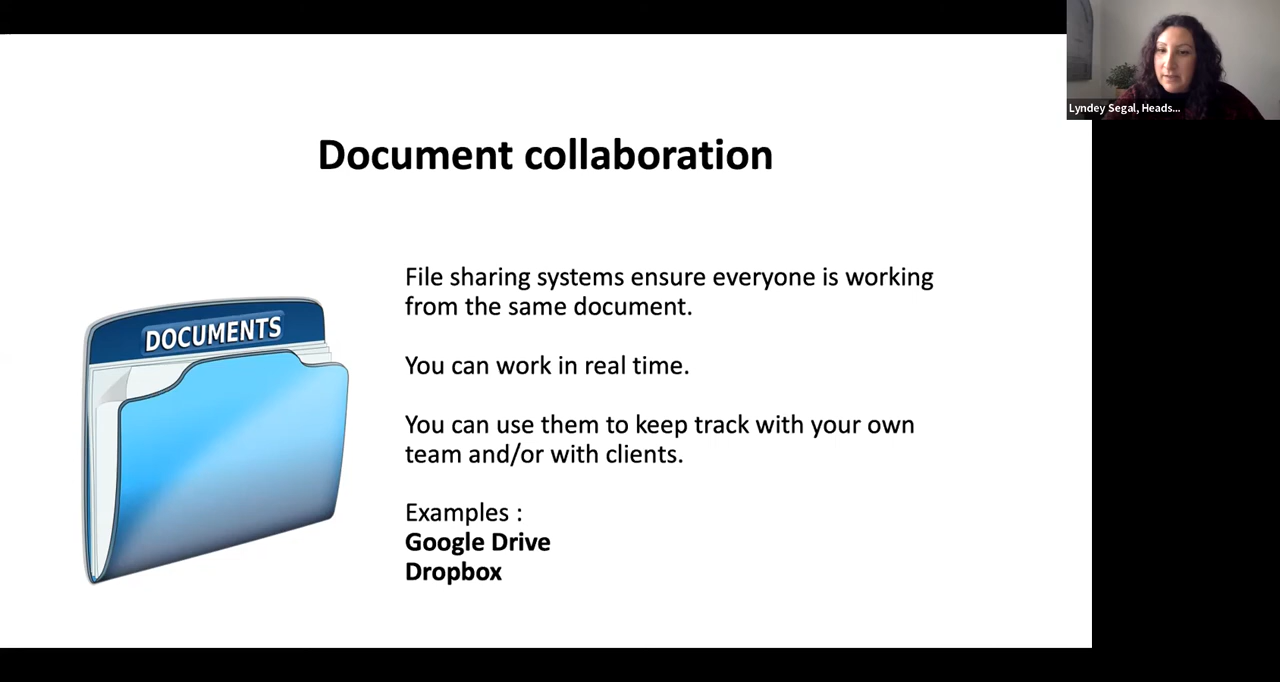 Lyndey Segal, Heads...
Document collaboration
DOCUMENTS
File sharing systems ensure everyone is working
from the same document.
You can work in real time.
You can use them to keep track with your own
team and/or with clients.
Examples :
Google Drive
Dropbox